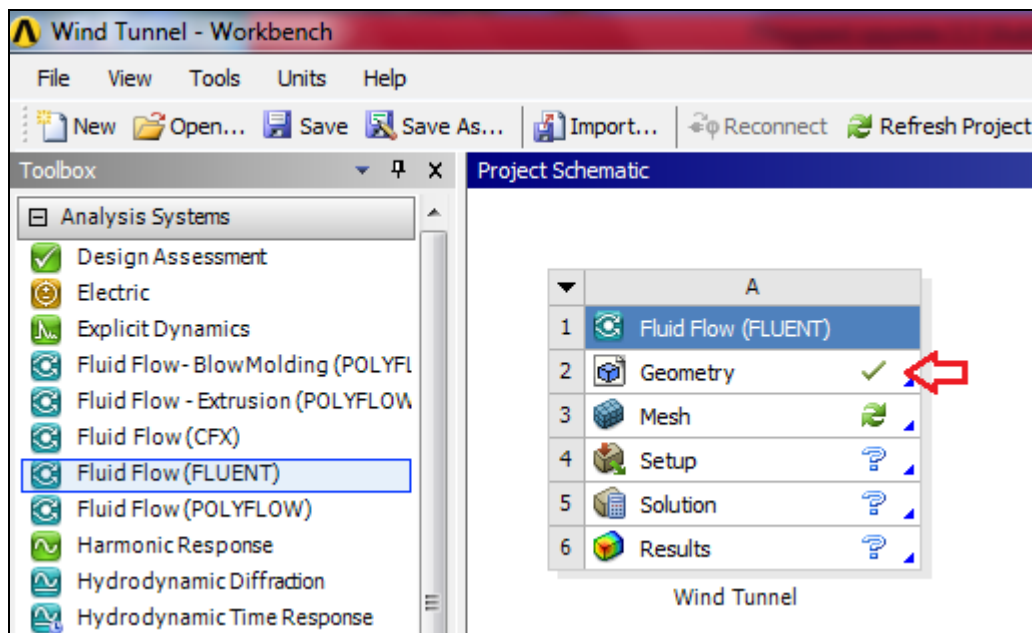 Wind Tunnel - Workbench
File View Tools Units Help
New Open... Save Save As... Import... Reconnect Refresh Project
Toolbox
Project Schematic
Analysis Systems
Design Assessment
Electric
Explicit Dynamics
Fluid Flow- BlowMolding (POLYFL
Fluid Flow - Extrusion (POLYFLOW
Fluid Flow (CFX)
Fluid Flow (FLUENT)
Fluid Flow (POLYFLOW)
Harmonic Response
Hydrodynamic Diffraction
Hydrodynamic Time Response
A
1 Fluid Flow (FLUENT)
2 Geometry
3 Mesh
4 Setup
5 Solution
6 Results
Wind Tunnel